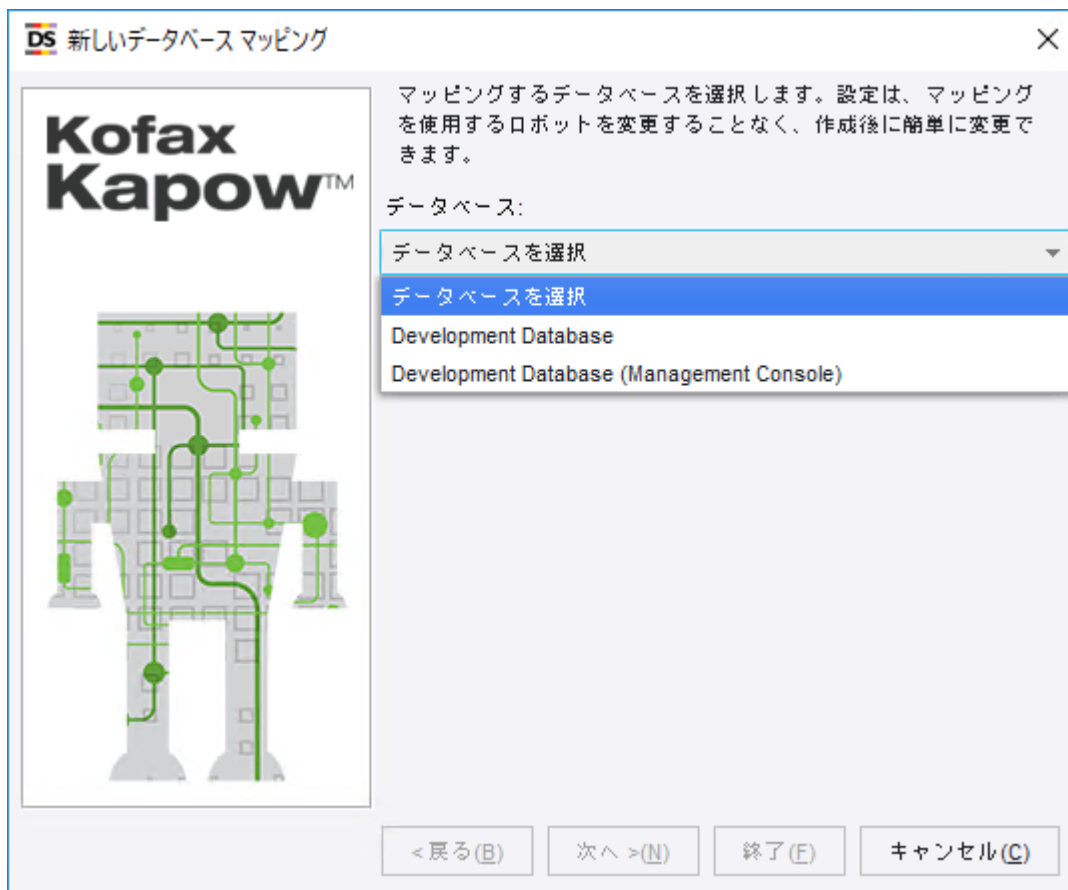 DS 新しいデータベース マッピング
Kofax
Kapow™
マッピングするデータベースを選択します。設定は、マッピング
を使用するロボットを変更することなく、作成後に簡単に変更で
きます。
データベース:
データベースを選択
データベースを選択
Development Database
Development Database (Management Console)
<戻る(B)
次へ >(N)
終了(F)
キャンセル(C)